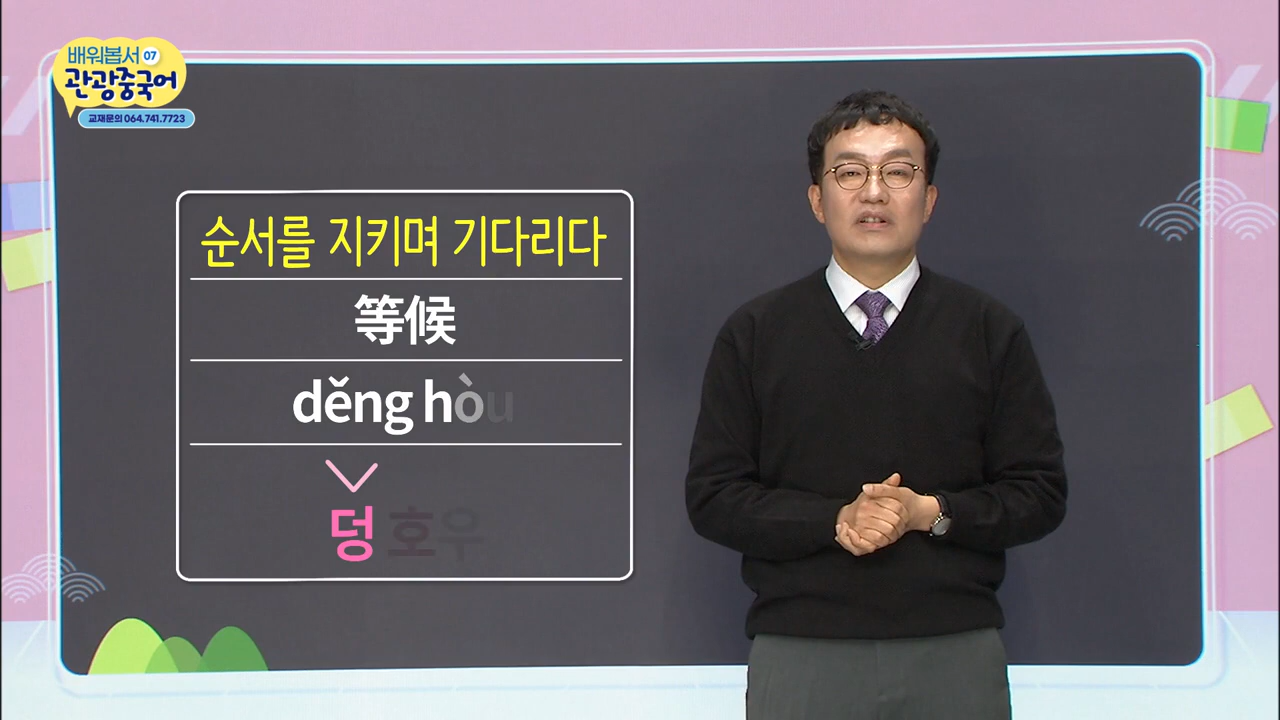 배워봅서 07
관광중국어
교재문의 064.741.7723
순서를 지키며 기다리다
等候
děng hòu
덩 호우